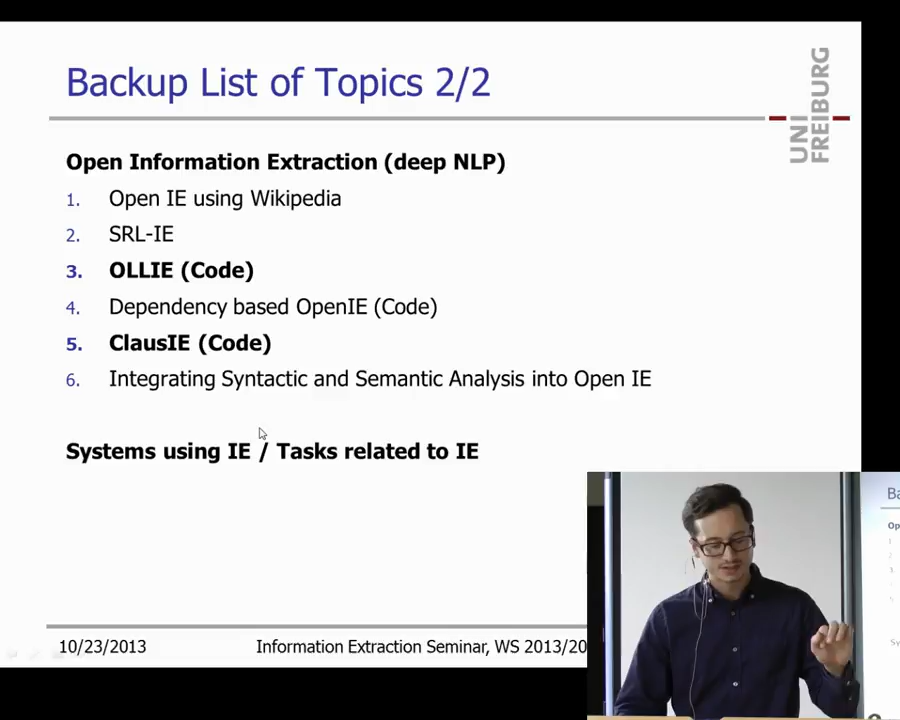 Backup List of Topics 2/2
UNI
FREIBURG
Open Information Extraction (deep NLP)
1. Open IE using Wikipedia
2. SRL-IE
3. OLLIE (Code)
4. Dependency based OpenIE (Code)
5. ClausIE (Code)
6. Integrating Syntactic and Semantic Analysis into Open IE
Systems using IE / Tasks related to IE
10/23/2013
Information Extraction Seminar, WS 2013/20
Ba
Op
Sy